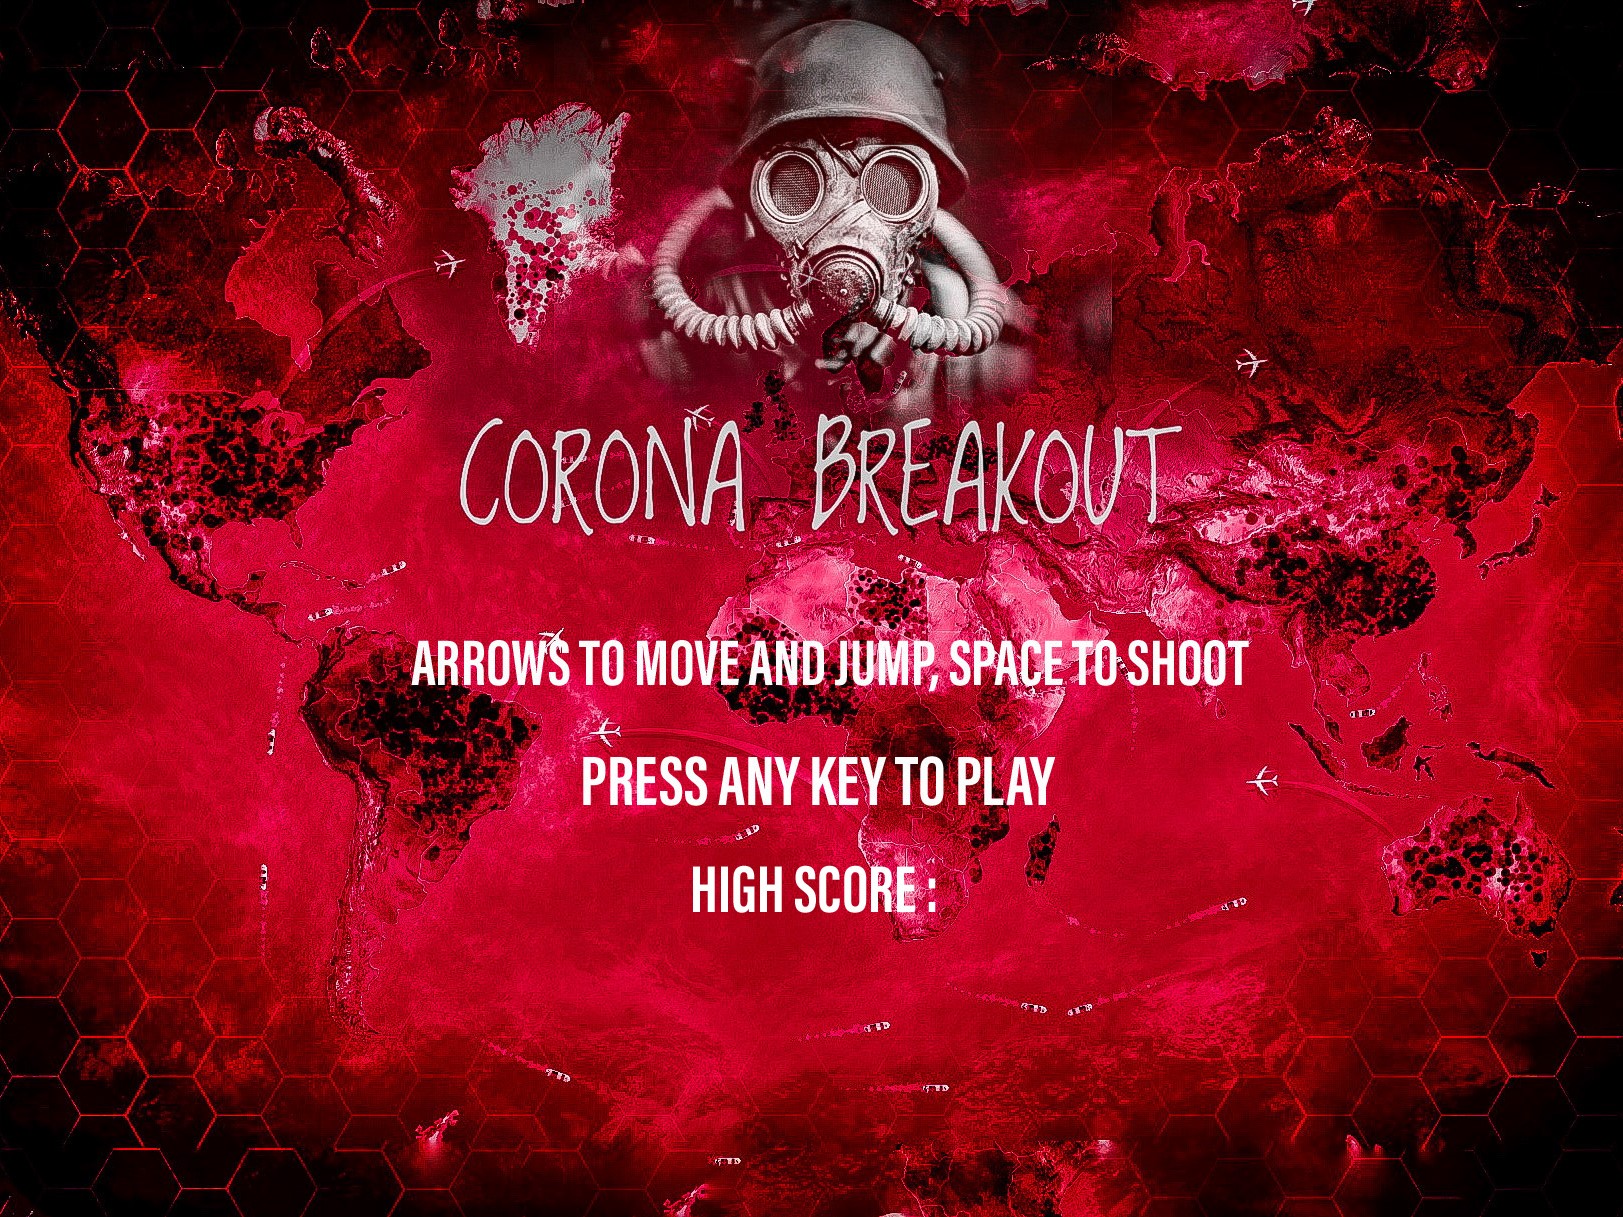 CORONA BREAKOUT
ARROWS TO MOVE AND JUMP, SPACE TO SHOOT
PRESS ANY KEY TO PLAY
HIGH SCORE :